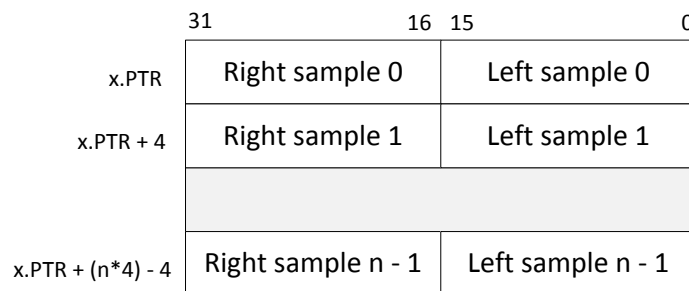 31 16 15 0
x.PTR Right sample 0 Left sample 0
x.PTR + 4 Right sample 1 Left sample 1
x.PTR + (n*4) - 4 Right sample n - 1 Left sample n - 1